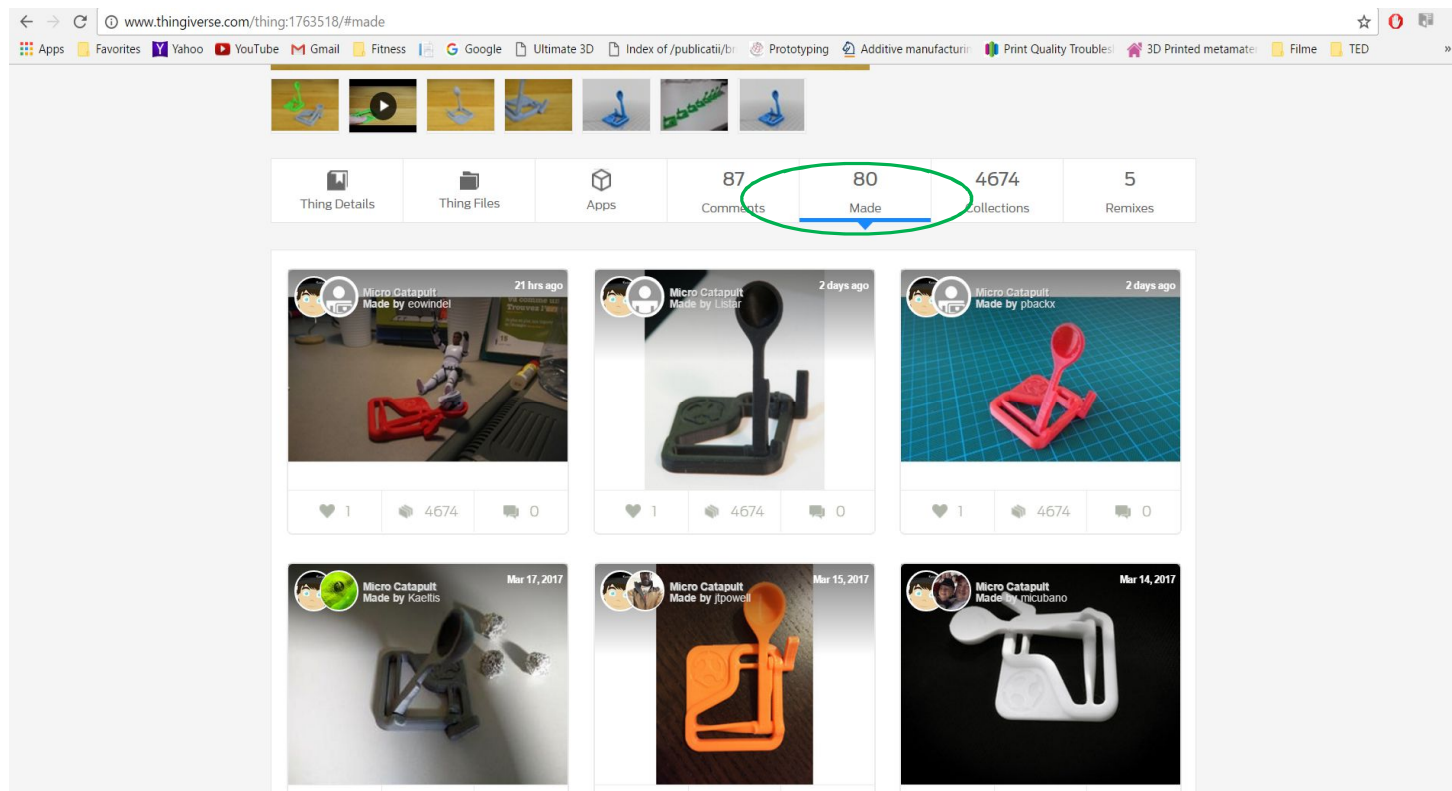 www.thingiverse.com/thing:1763518/#made
Apps Favorites Yahoo YouTube Gmail Fitness Google Ultimate 3D Index of /publicatii/br Prototyping Additive manufacturin Print Quality Troubles 3D Printed metamater Filme TED »
Thing Details
Thing Files
Apps
87
Comments
80
Made
4674
Collections
5
Remixes
Micro Catapult
Made by eowindel
21 hrs ago
1 4674 0
Micro Catapult
Made by Listar
2 days ago
1 4674 0
Micro Catapult
Made by pbackx
2 days ago
1 4674 0
Micro Catapult
Made by Kaeltis
Mar 17, 2017
Micro Catapult
Made by jtpowell
Mar 15, 2017
Micro Catapult
Made by micubano
Mar 14, 2017